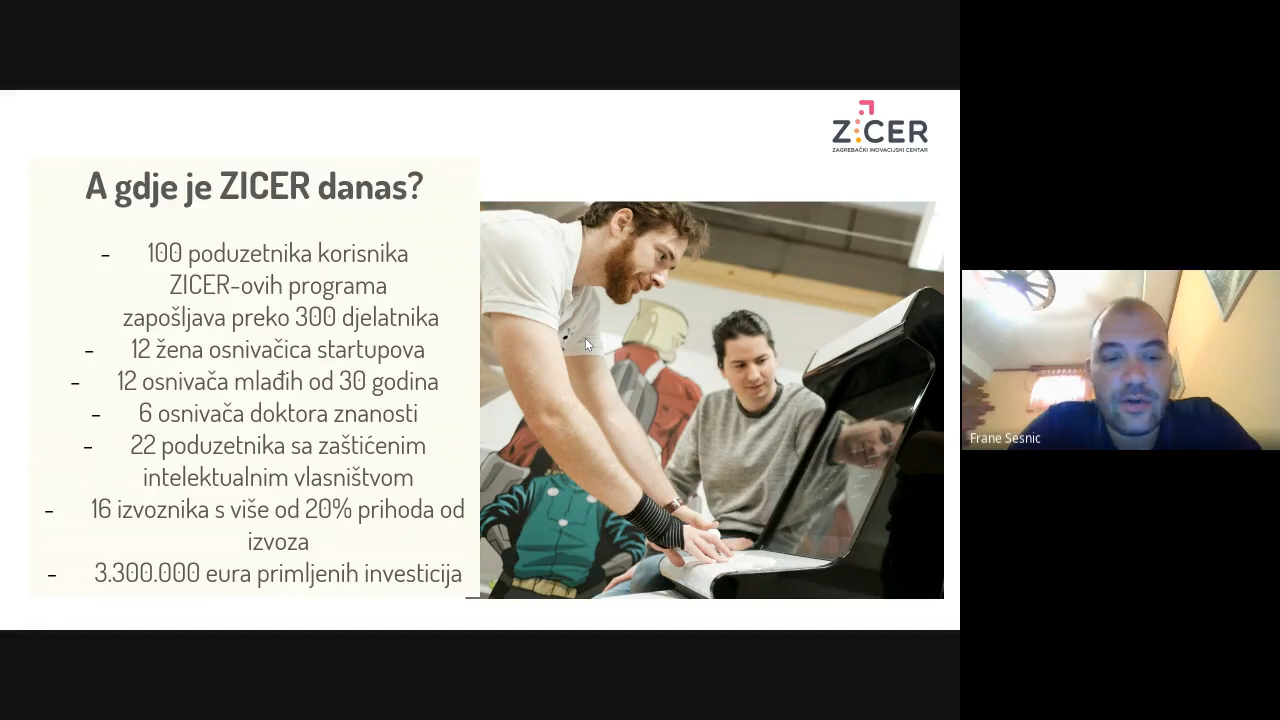 ZICER
ZAGREBAČKI INOVACIJSKI CENTAR
A gdje je ZICER danas?
- 100 poduzetnika korisnika
ZICER-ovih programa
zapošljava preko 300 djelatnika
- 12 žena osnivačica startupova
- 12 osnivača mlađih od 30 godina
- 6 osnivača doktora znanosti
- 22 poduzetnika sa zaštićenim
intelektualnim vlasništvom
- 16 izvoznika s više od 20% prihoda od
izvoza
- 3.300.000 eura primljenih investicija
Frane Sesnic